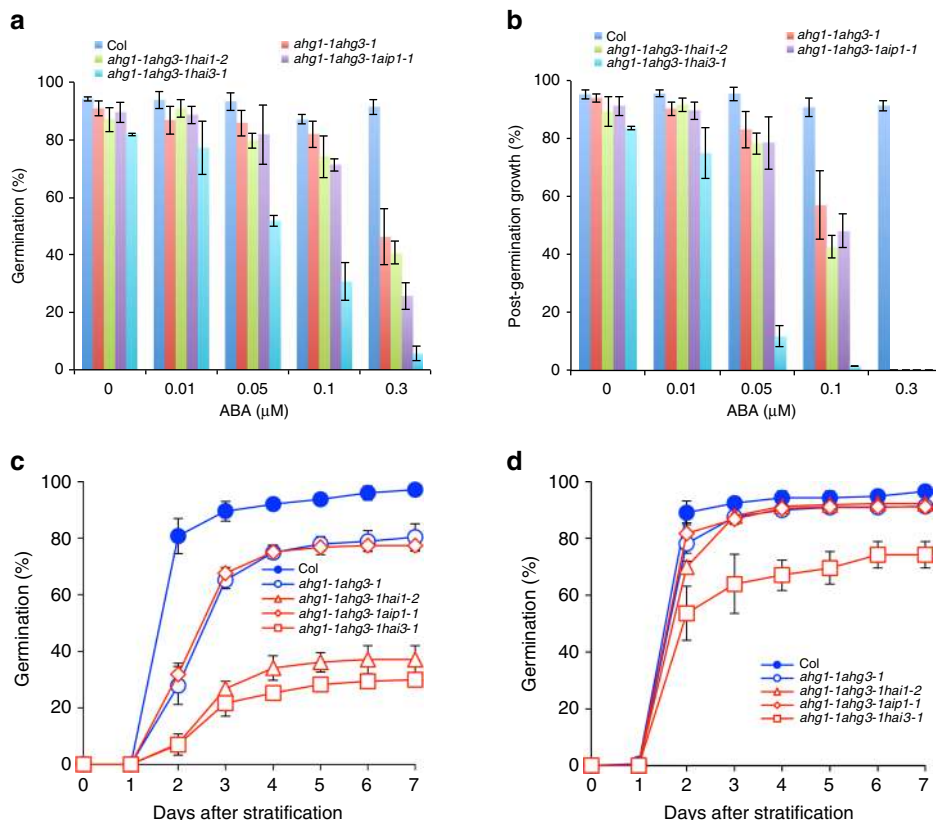 a
Col
ahg1-1ahg3-1
ahg1-1ahg3-1hai1-2
ahg1-1ahg3-1aip1-1
ahg1-1ahg3-1hai3-1
Germination (%)
100
80
60
40
20
0
0 0.01 0.05 0.1 0.3
ABA (μM)
b
Col
ahg1-1ahg3-1
ahg1-1ahg3-1hai1-2
ahg1-1ahg3-1aip1-1
ahg1-1ahg3-1hai3-1
Post-germination growth (%)
100
80
60
40
20
0
0 0.01 0.05 0.1 0.3
ABA (μM)
c
Germination (%)
100
80
60
40
20
0
Col
ahg1-1ahg3-1
ahg1-1ahg3-1hai1-2
ahg1-1ahg3-1aip1-1
ahg1-1ahg3-1hai3-1
0 1 2 3 4 5 6 7
Days after stratification
d
Germination (%)
100
80
60
40
20
0
Col
ahg1-1ahg3-1
ahg1-1ahg3-1hai1-2
ahg1-1ahg3-1aip1-1
ahg1-1ahg3-1hai3-1
0 1 2 3 4 5 6 7
Days after stratification